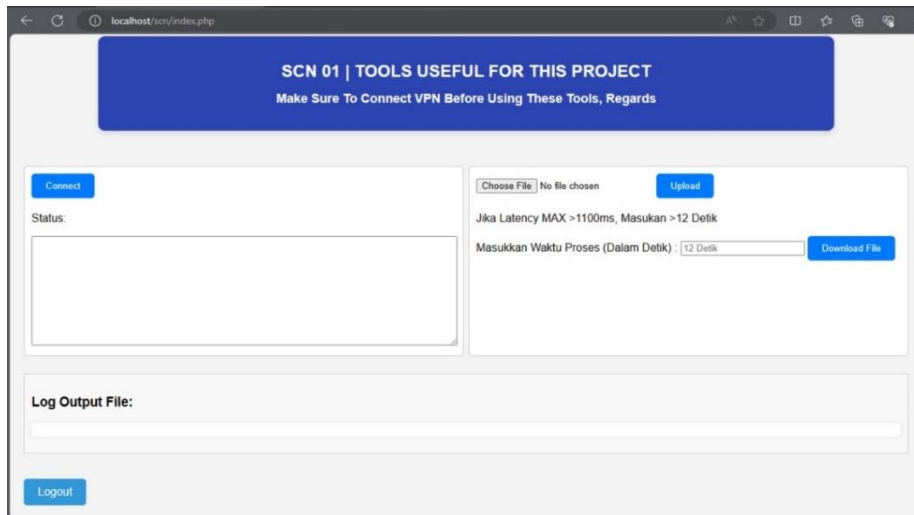 localhost/scn/index.php
SCN 01 | TOOLS USEFUL FOR THIS PROJECT
Make Sure To Connect VPN Before Using These Tools, Regards
Connect
Status:
Choose File No file chosen Upload
Jika Latency MAX >1100ms, Masukan >12 Detik
Masukkan Waktu Proses (Dalam Detik) : 12 Detik Download File
Log Output File:
Logout